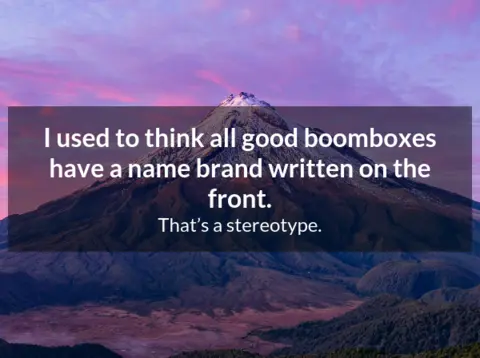 I used to think all good boomboxes
have a name brand written on the
front.
That’s a stereotype.